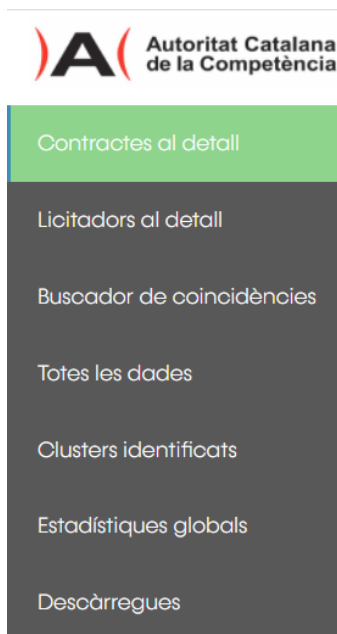 )A( Autoritat Catalana
de la Competència
Contractes al detall
Licitadors al detall
Buscador de coincidències
Totes les dades
Clusters identificats
Estadístiques globals
Descàrregues